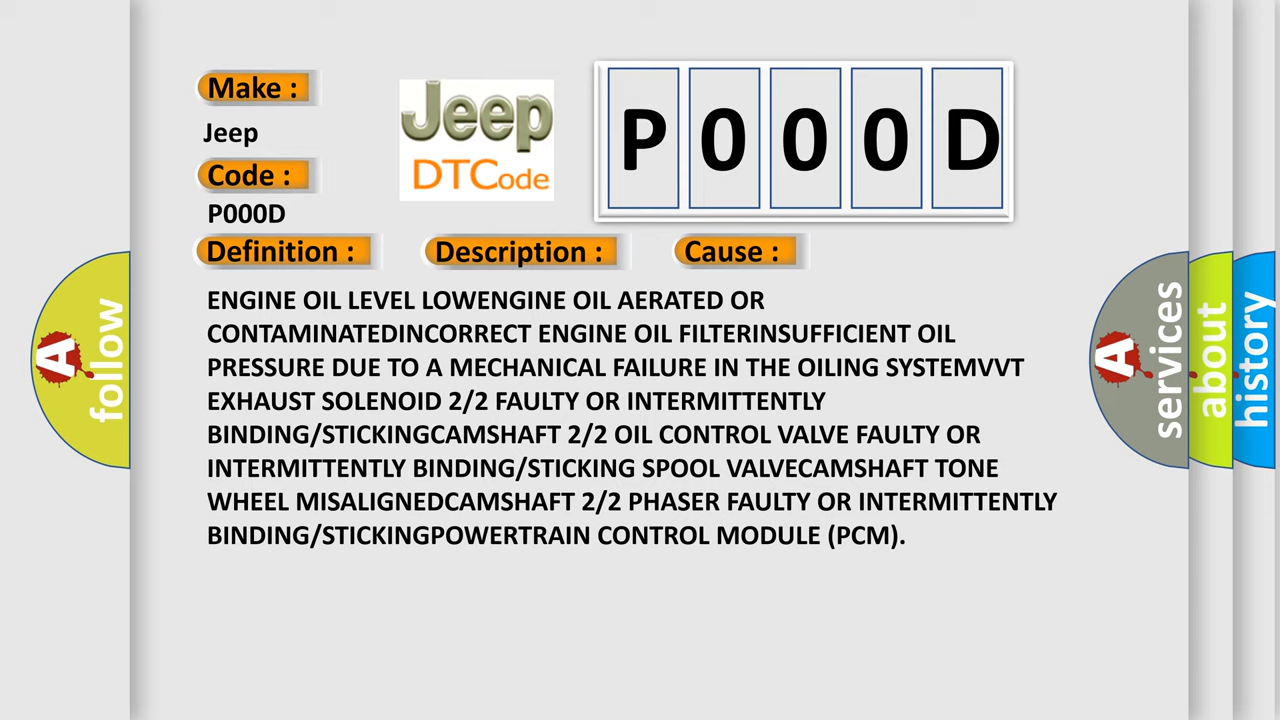 Make :
Jeep
Code :
P000D
Jeep
DTCode
P000D
Definition :
Description :
Cause :
ENGINE OIL LEVEL LOWENGINE OIL AERATED OR
CONTAMINATEDINCORRECT ENGINE OIL FILTERINSUFFICIENT OIL
PRESSURE DUE TO A MECHANICAL FAILURE IN THE OILING SYSTEMVVT
EXHAUST SOLENOID 2/2 FAULTY OR INTERMITTENTLY
BINDING/STICKINGCAMSHAFT 2/2 OIL CONTROL VALVE FAULTY OR
INTERMITTENTLY BINDING/STICKING SPOOL VALVECAMSHAFT TONE
WHEEL MISALIGNEDCAMSHAFT 2/2 PHASER FAULTY OR INTERMITTENTLY
BINDING/STICKINGPOWERTRAIN CONTROL MODULE (PCM).
A
follow
A
services
about
history